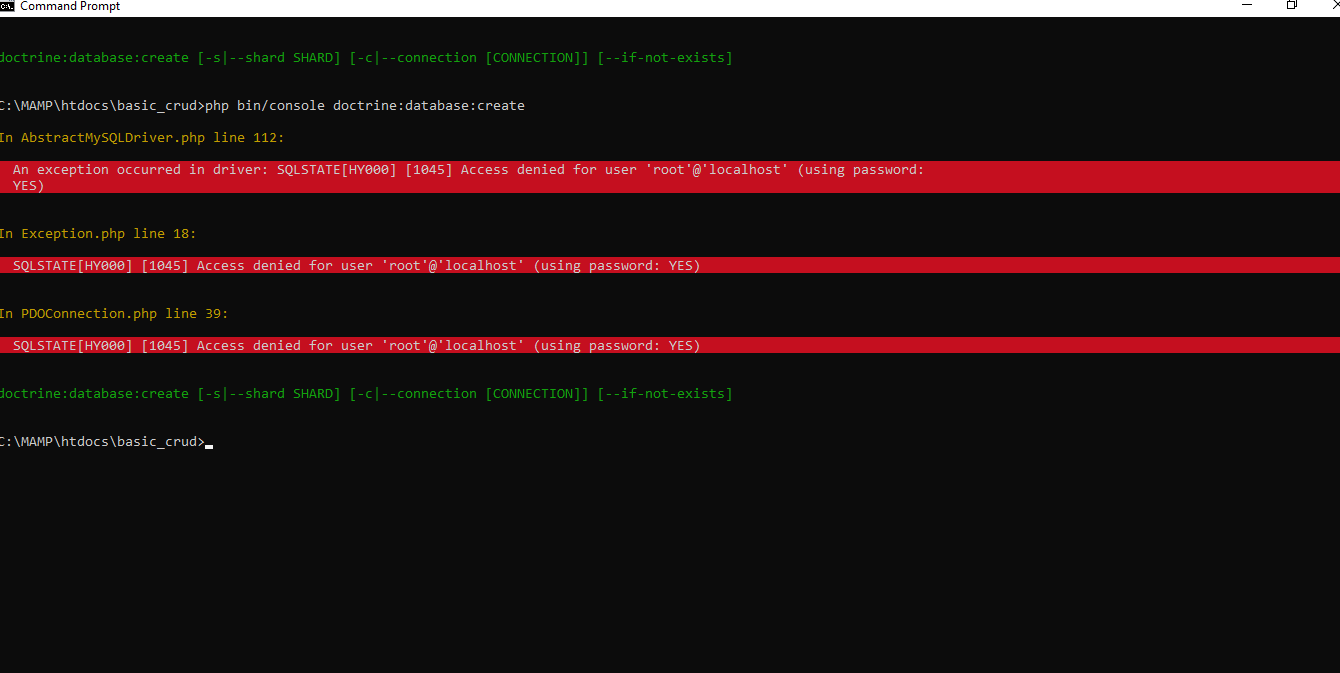 Command Prompt
doctrine:database:create [-s|--shard SHARD] [-c|--connection [CONNECTION]] [--if-not-exists]
C:\MAMP\htdocs\basic_crud>php bin/console doctrine:database:create
In AbstractMySQLDriver.php line 112:
An exception occurred in driver: SQLSTATE[HY000] [1045] Access denied for user 'root'@'localhost' (using password:
YES)
In Exception.php line 18:
SQLSTATE[HY000] [1045] Access denied for user 'root'@'localhost' (using password: YES)
In PDOConnection.php line 39:
SQLSTATE[HY000] [1045] Access denied for user 'root'@'localhost' (using password: YES)
doctrine:database:create [-s|--shard SHARD] [-c|--connection [CONNECTION]] [--if-not-exists]
C:\MAMP\htdocs\basic_crud>